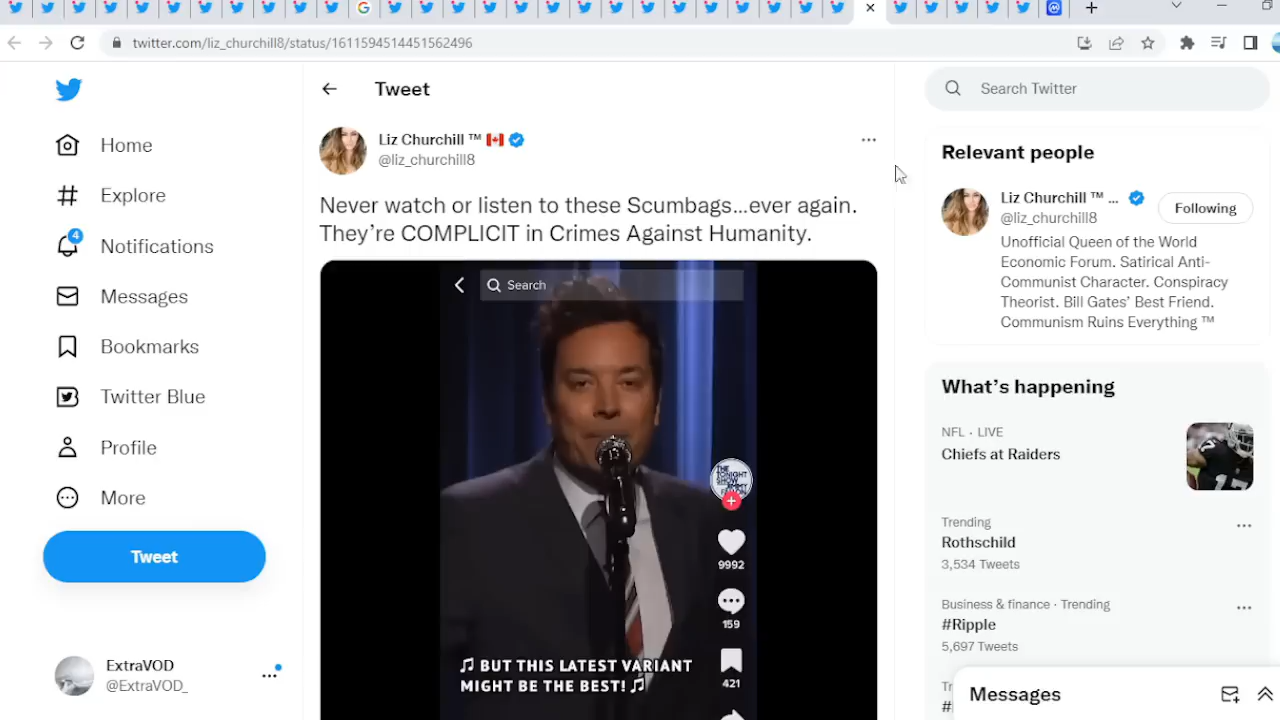 twitter.com/liz_churchill8/status/1611594514451562496
Tweet
Search Twitter
Home
Explore
4
Notifications
Messages
Bookmarks
Twitter Blue
Profile
More
Tweet
ExtraVOD
@ExtraVOD_
Liz Churchill ™
@liz_churchill8
Never watch or listen to these Scumbags...ever again.
They're COMPLICIT in Crimes Against Humanity.
Search
THE
TONIGHT
SHOW
9992
159
421
♫ BUT THIS LATEST VARIANT
MIGHT BE THE BEST! ♫
Relevant people
Liz Churchill ™ ...
@liz_churchill8
Following
Unofficial Queen of the World
Economic Forum. Satirical Anti-
Communist Character. Conspiracy
Theorist. Bill Gates' Best Friend.
Communism Ruins Everything ™
What's happening
NFL · LIVE
Chiefs at Raiders
Trending
Rothschild
3,534 Tweets
Business & finance · Trending
#Ripple
5,697 Tweets
Messages